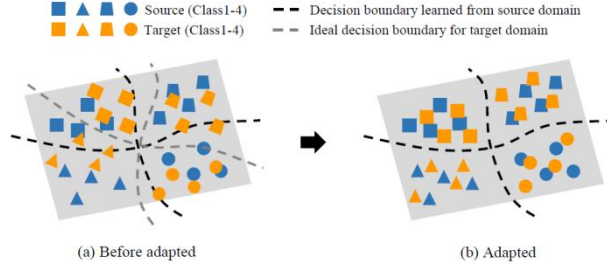 Source (Class1-4)
Decision boundary learned from source domain
Target (Class1-4)
Ideal decision boundary for target domain
(a) Before adapted
(b) Adapted